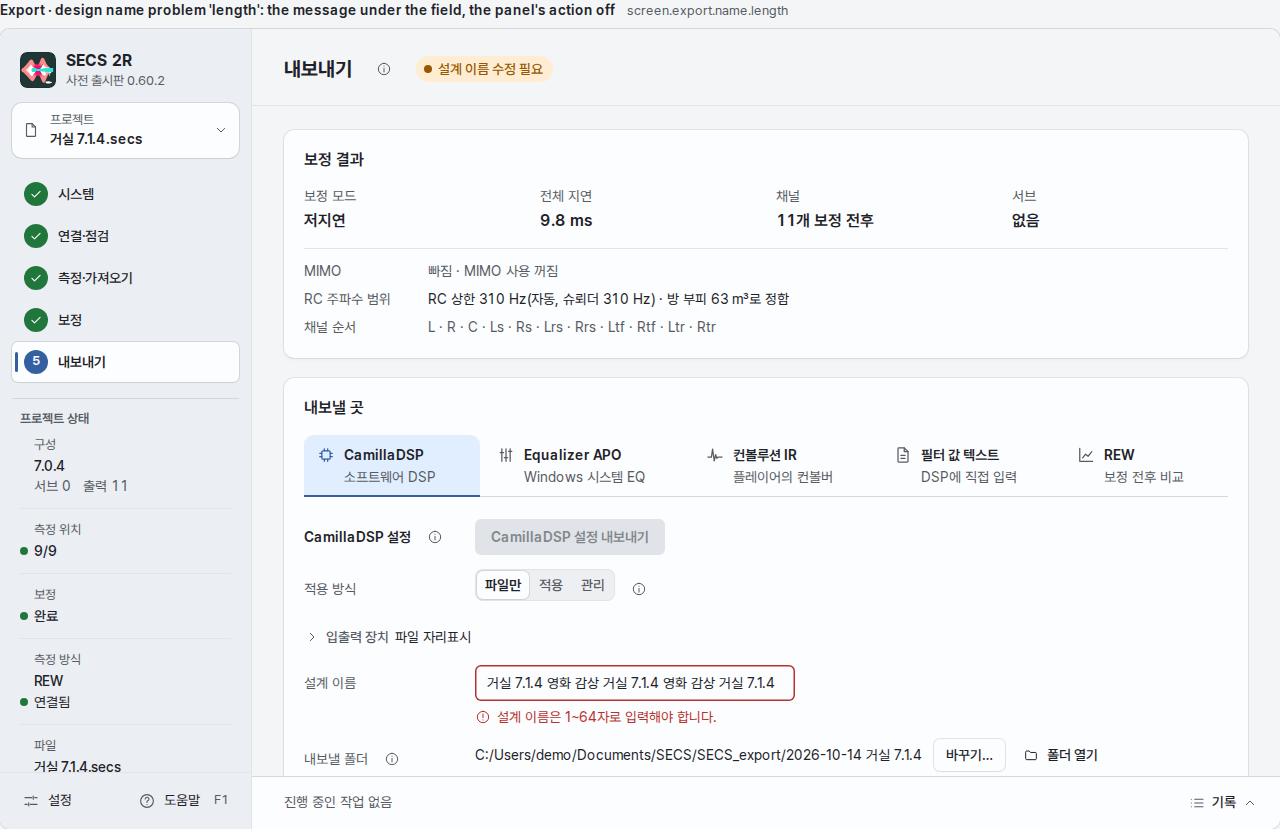 Export · design name problem 'length': the message under the field, the panel's action off screen.export.name.length
SECS 2R
사전 출시판 0.60.2
프로젝트
거실 7.1.4.secs
시스템
연결·점검
측정·가져오기
보정
5 내보내기
프로젝트 상태
구성
7.0.4
서브 0 출력 11
측정 위치
9/9
보정
완료
측정 방식
REW
연결됨
파일
거실 7.1.4.secs
설정
도움말 F1
내보내기
설계 이름 수정 필요
보정 결과
보정 모드
저지연
전체 지연
9.8 ms
채널
11개 보정 전후
서브
없음
MIMO 빠짐 · MIMO 사용 꺼짐
RC 주파수 범위 RC 상한 310 Hz(자동, 슈뢰더 310 Hz) · 방 부피 63 m³로 정함
채널 순서 L · R · C · Ls · Rs · Lrs · Rrs · Ltf · Rtf · Ltr · Rtr
내보낼 곳
CamillaDSP
소프트웨어 DSP
Equalizer APO
Windows 시스템 EQ
컨볼루션 IR
플레이어의 컨볼버
필터 값 텍스트
DSP에 직접 입력
REW
보정 전후 비교
CamillaDSP 설정 CamillaDSP 설정 내보내기
적용 방식 파일만 적용 관리
입출력 장치 파일 자리표시
설계 이름 거실 7.1.4 영화 감상 거실 7.1.4 영화 감상 거실 7.1.4
설계 이름은 1~64자로 입력해야 합니다.
내보낼 폴더 C:/Users/demo/Documents/SECS/SECS_export/2026-10-14 거실 7.1.4 바꾸기... 폴더 열기
진행 중인 작업 없음
기록